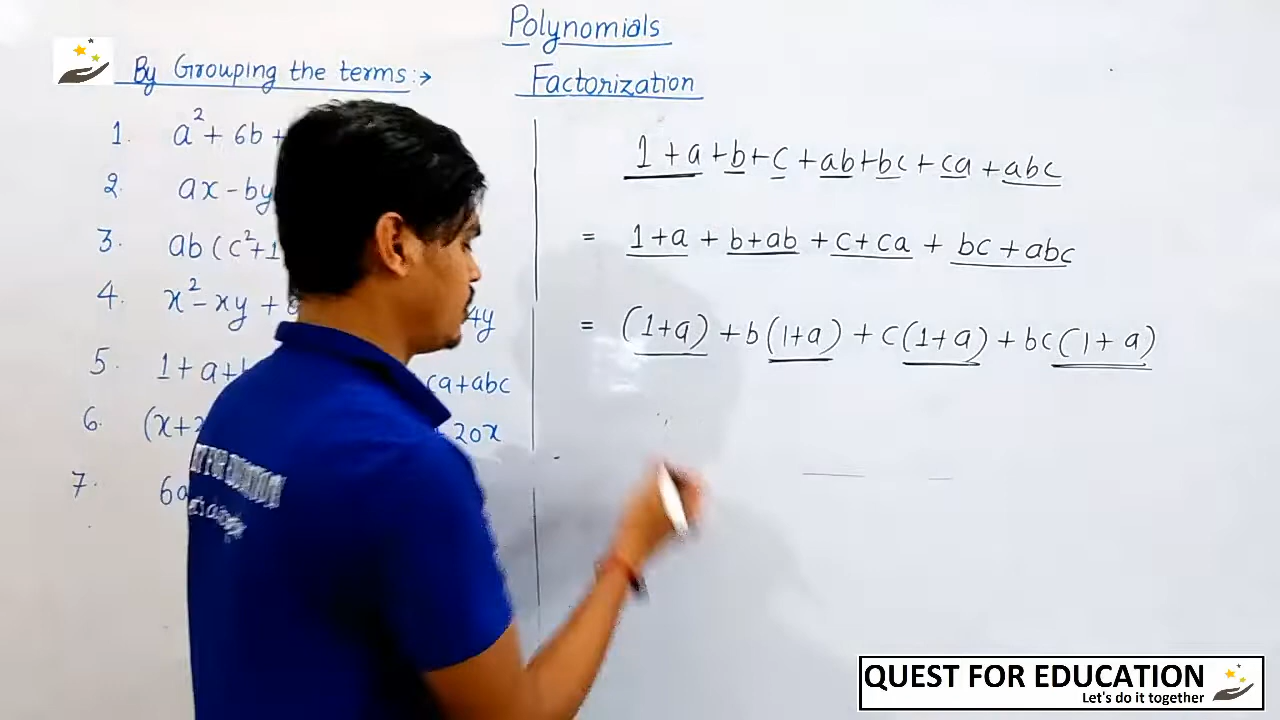 Polynomials
By Grouping the terms:→
Factorization
1. a² + 6b +
2. ax - by
3. ab (c²+1
4. x² - xy +
4y
5. 1 + a +
ca + abc
6. (x+
20x
7. 6a
1 + a + b + c + ab + bc + ca + abc
= 1 + a + b + ab + c + ca + bc + abc
= (1+a) + b(1+a) + c(1+a) + bc(1+a)
QUEST FOR EDUCATION
Let's do it together